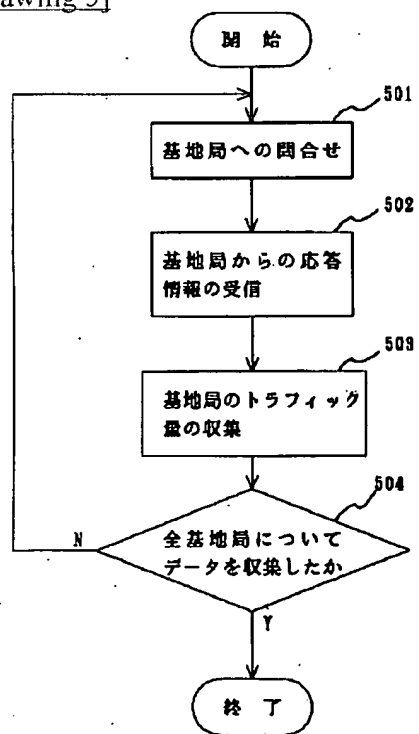 awing 5]
開始
501
基地局への問合せ
502
基地局からの応答
情報の受信
503
基地局のトラフィック
量の収集
504
全基地局について
データを収集したか
N
Y
終了